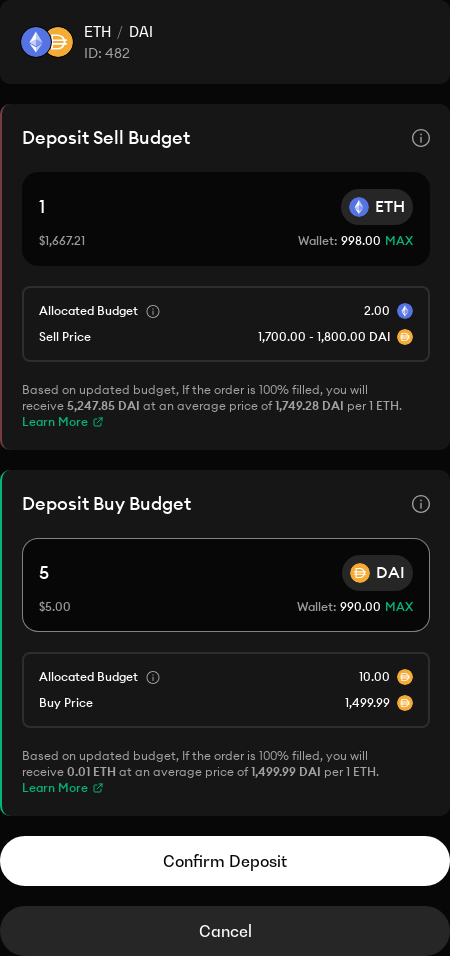 ETH / DAI
ID: 482
Deposit Sell Budget
1
ETH
$1,667.21
Wallet: 998.00 MAX
Allocated Budget
2.00
Sell Price
1,700.00 - 1,800.00 DAI
Based on updated budget, If the order is 100% filled, you will
receive 5,247.85 DAI at an average price of 1,749.28 DAI per 1 ETH.
Learn More
Deposit Buy Budget
5
DAI
$5.00
Wallet: 990.00 MAX
Allocated Budget
10.00
Buy Price
1,499.99
Based on updated budget, If the order is 100% filled, you will
receive 0.01 ETH at an average price of 1,499.99 DAI per 1 ETH.
Learn More
Confirm Deposit
Cancel